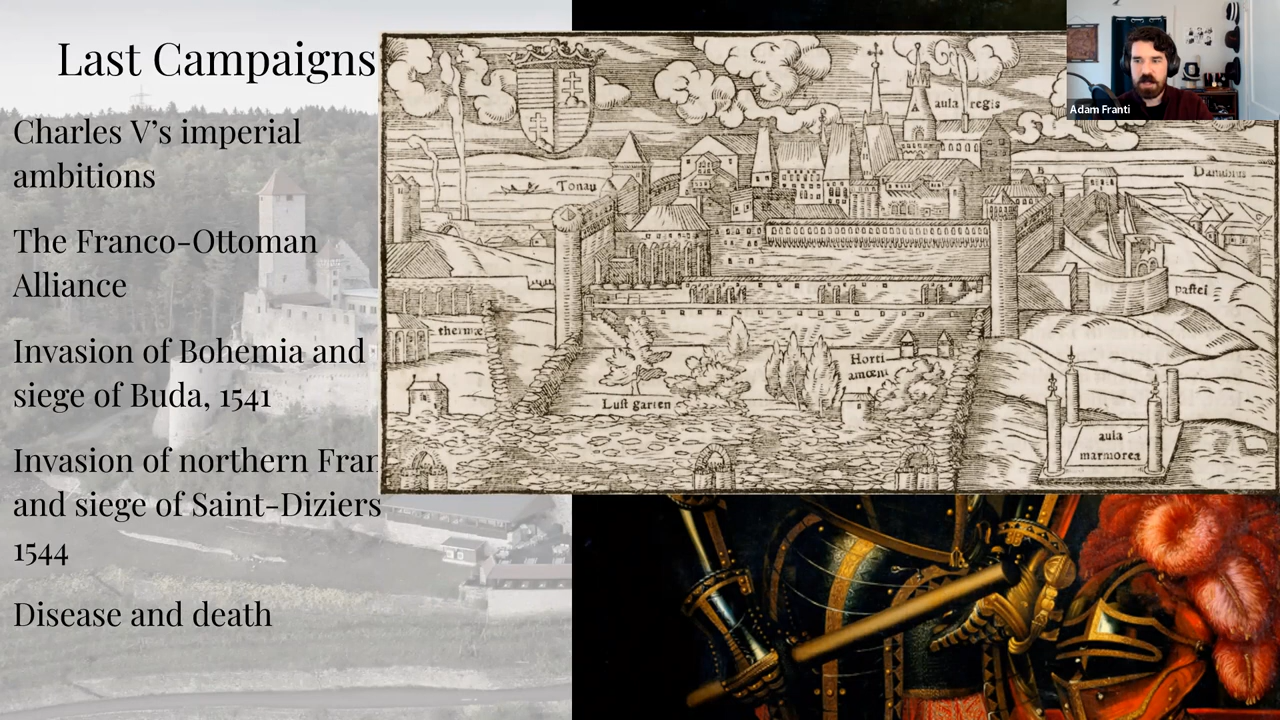 Last Campaigns
Charles V's imperial
ambitions
The Franco-Ottoman
Alliance
Invasion of Bohemia and
siege of Buda, 1541
Invasion of northern Fran
and siege of Saint-Diziers
1544
Disease and death
Adam Franti
aula regis
Tonau
Danubius
B
pastei
thermæ
Horti
amœni
Lust garten
aula
marmorea